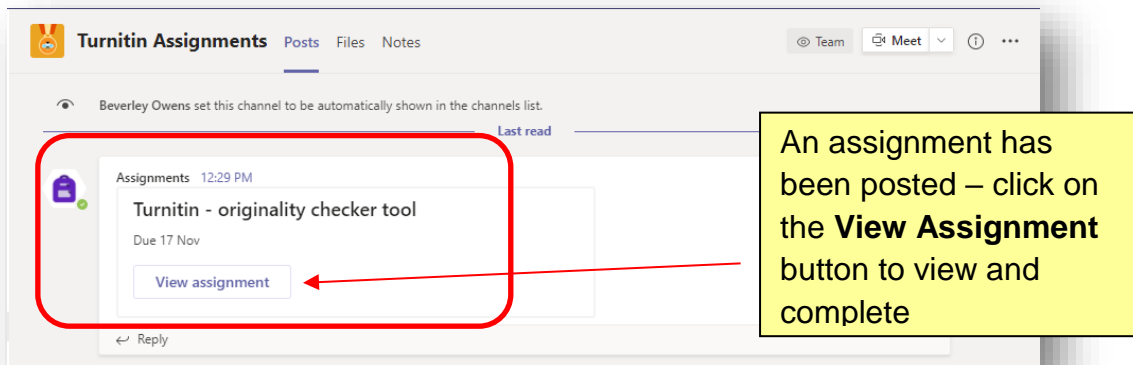 Turnitin Assignments Posts Files Notes
Team Meet
Beverley Owens set this channel to be automatically shown in the channels list.
Last read
Assignments 12:29 PM
Turnitin - originality checker tool
Due 17 Nov
View assignment
Reply
An assignment has
been posted – click on
the View Assignment
button to view and
complete